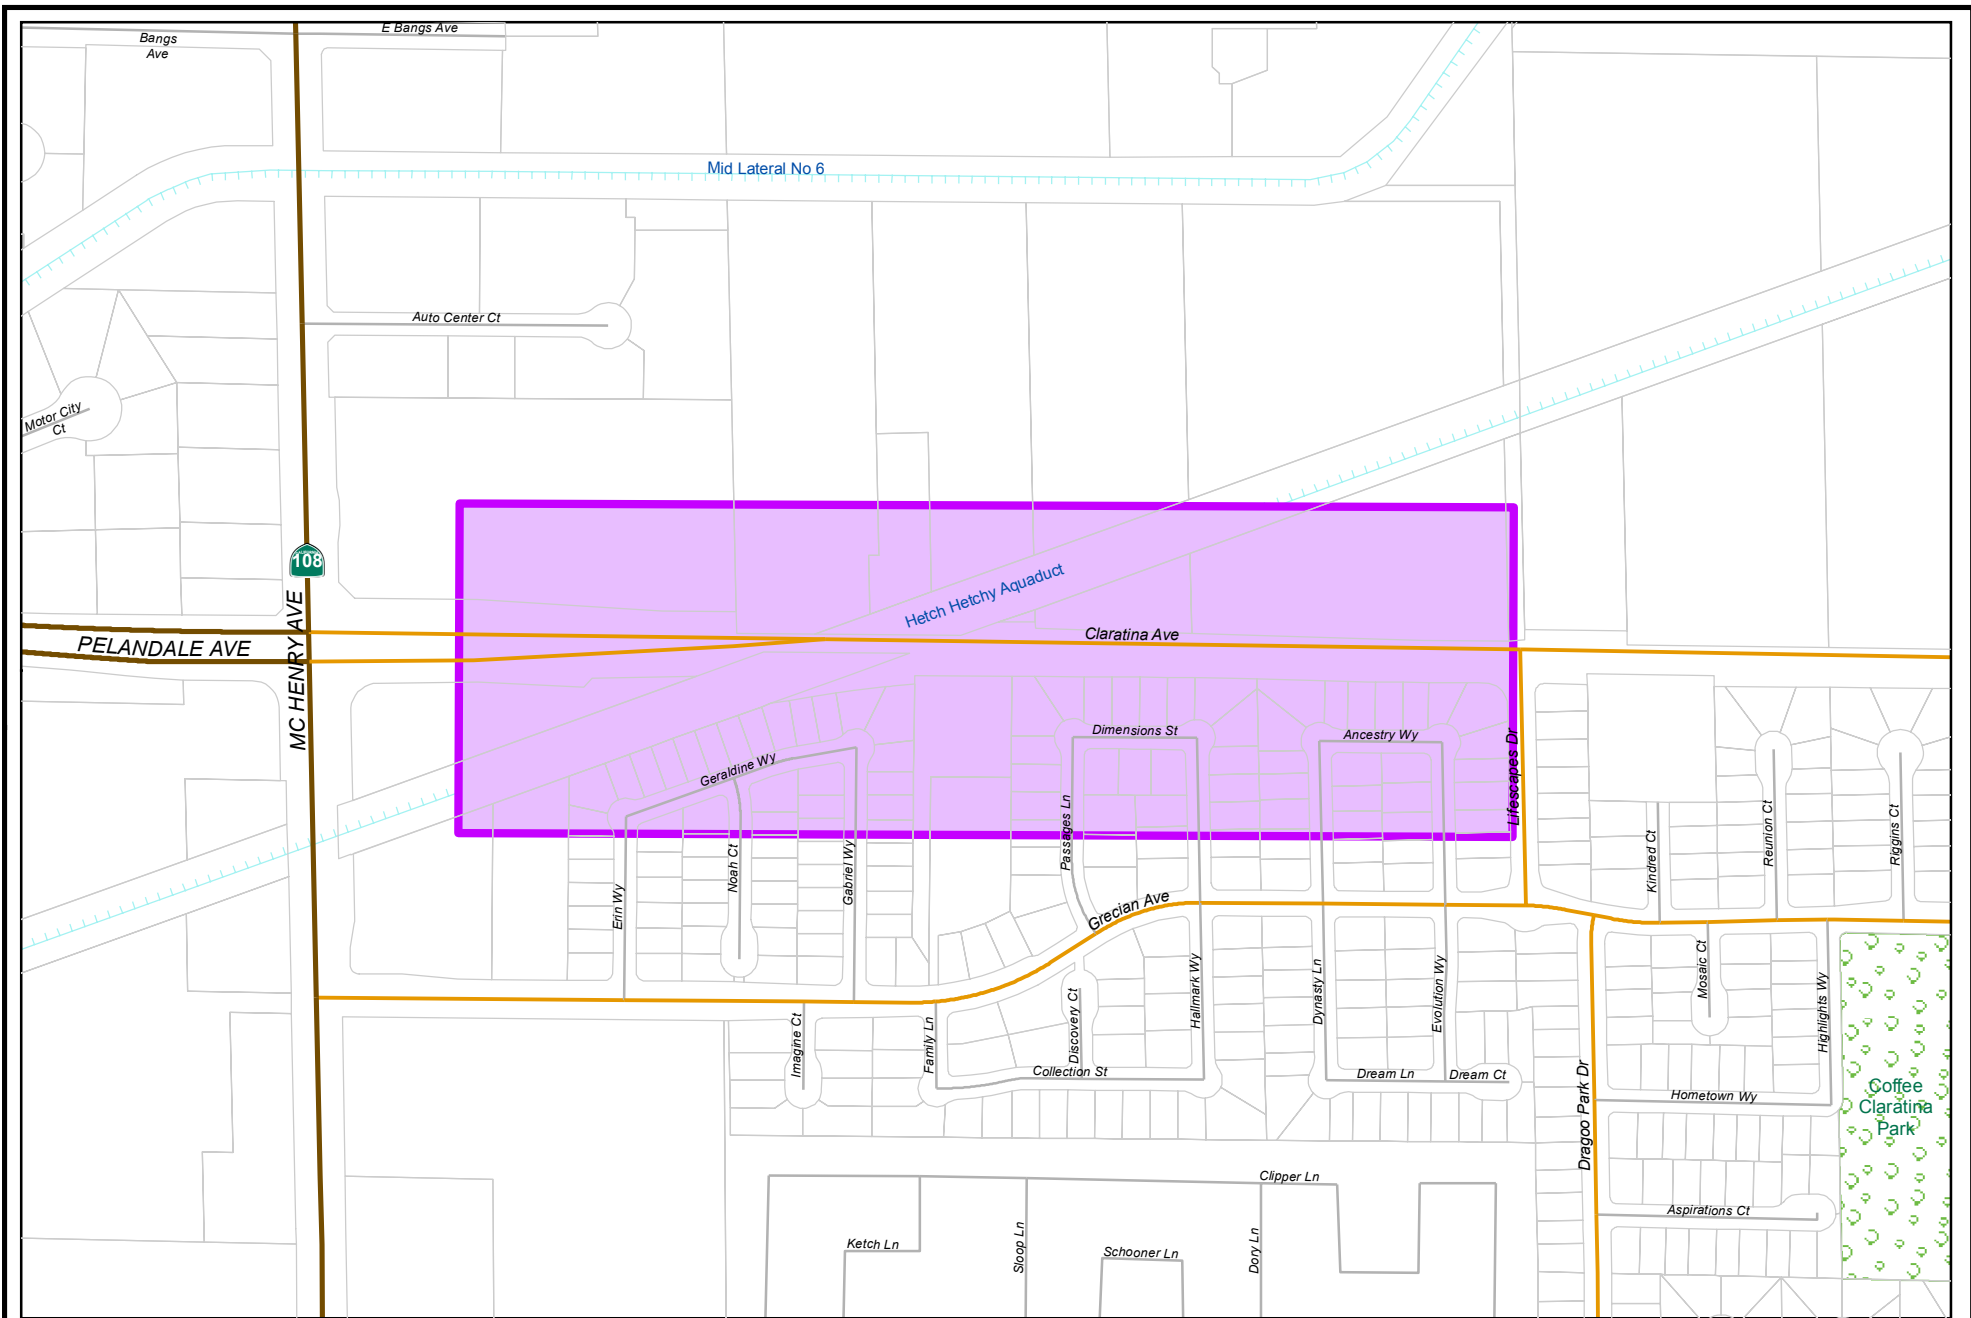 E Bangs Ave
Bangs
Ave
Mid Lateral No 6
Auto Center Ct
Motor City
Ct
108
Hetch Hetchy Aquaduct
MC HENRY AVE
PELANDALE AVE
Claratina Ave
Dimensions St
Ancestry Wy
Geraldine Wy
Lifescapes Dr
Passages Ln
Noah Ct
Gabriel Wy
Erin Wy
Kindred Ct
Reunion Ct
Riggins Ct
Grecian Ave
Hallmark Wy
Dynasty Ln
Evolution Wy
Mosaic Ct
Highlights Wy
Imagine Ct
Family Ln
Discovery Ct
Collection St
Dream Ln
Dream Ct
Dragoo Park Dr
Hometown Wy
Coffee
Claratina
Park
Clipper Ln
Aspirations Ct
Ketch Ln
Sloop Ln
Schooner Ln
Dory Ln